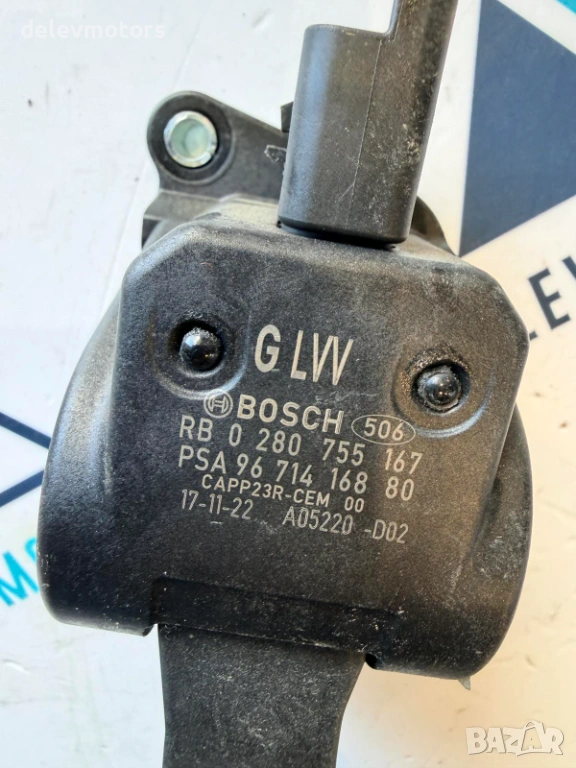 © delevmotors
G LVV
BOSCH 506
RB 0 280 755 167
PSA 96 714 168 80
CAPP23R-CEM 00
17-11-22 A05220 -D02
BAZAR